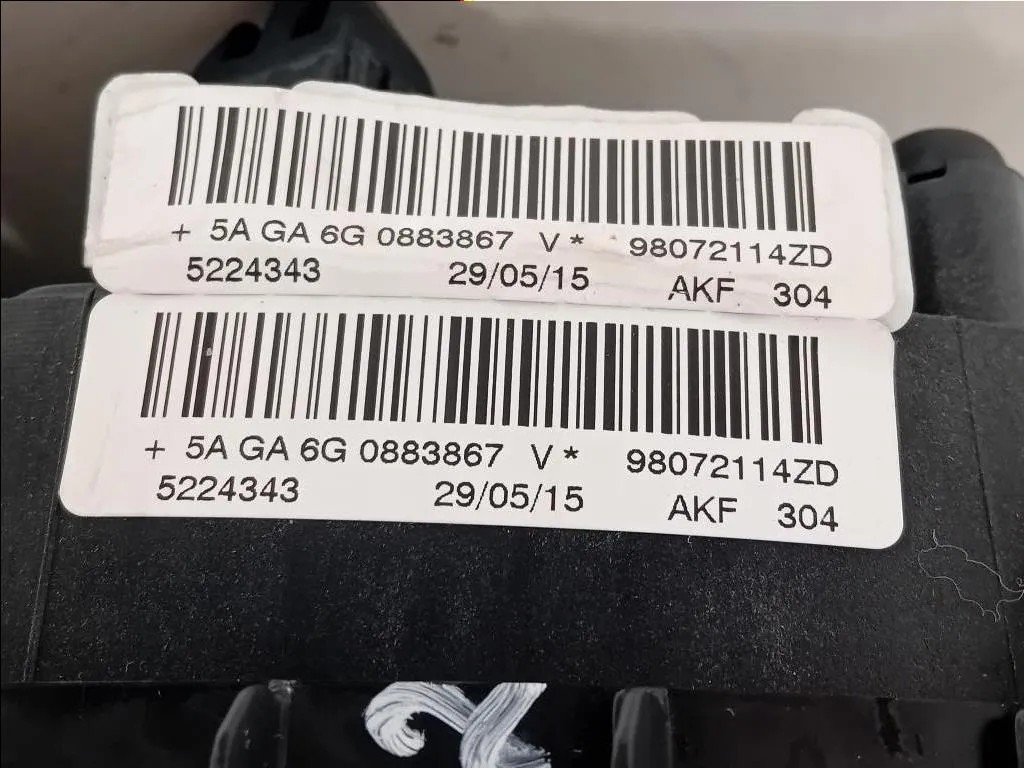 + 5A GA 6G 0883867 V* 98072114ZD
5224343 29/05/15 AKF 304
+ 5A GA 6G 0883867 V* 98072114ZD
5224343 29/05/15 AKF 304